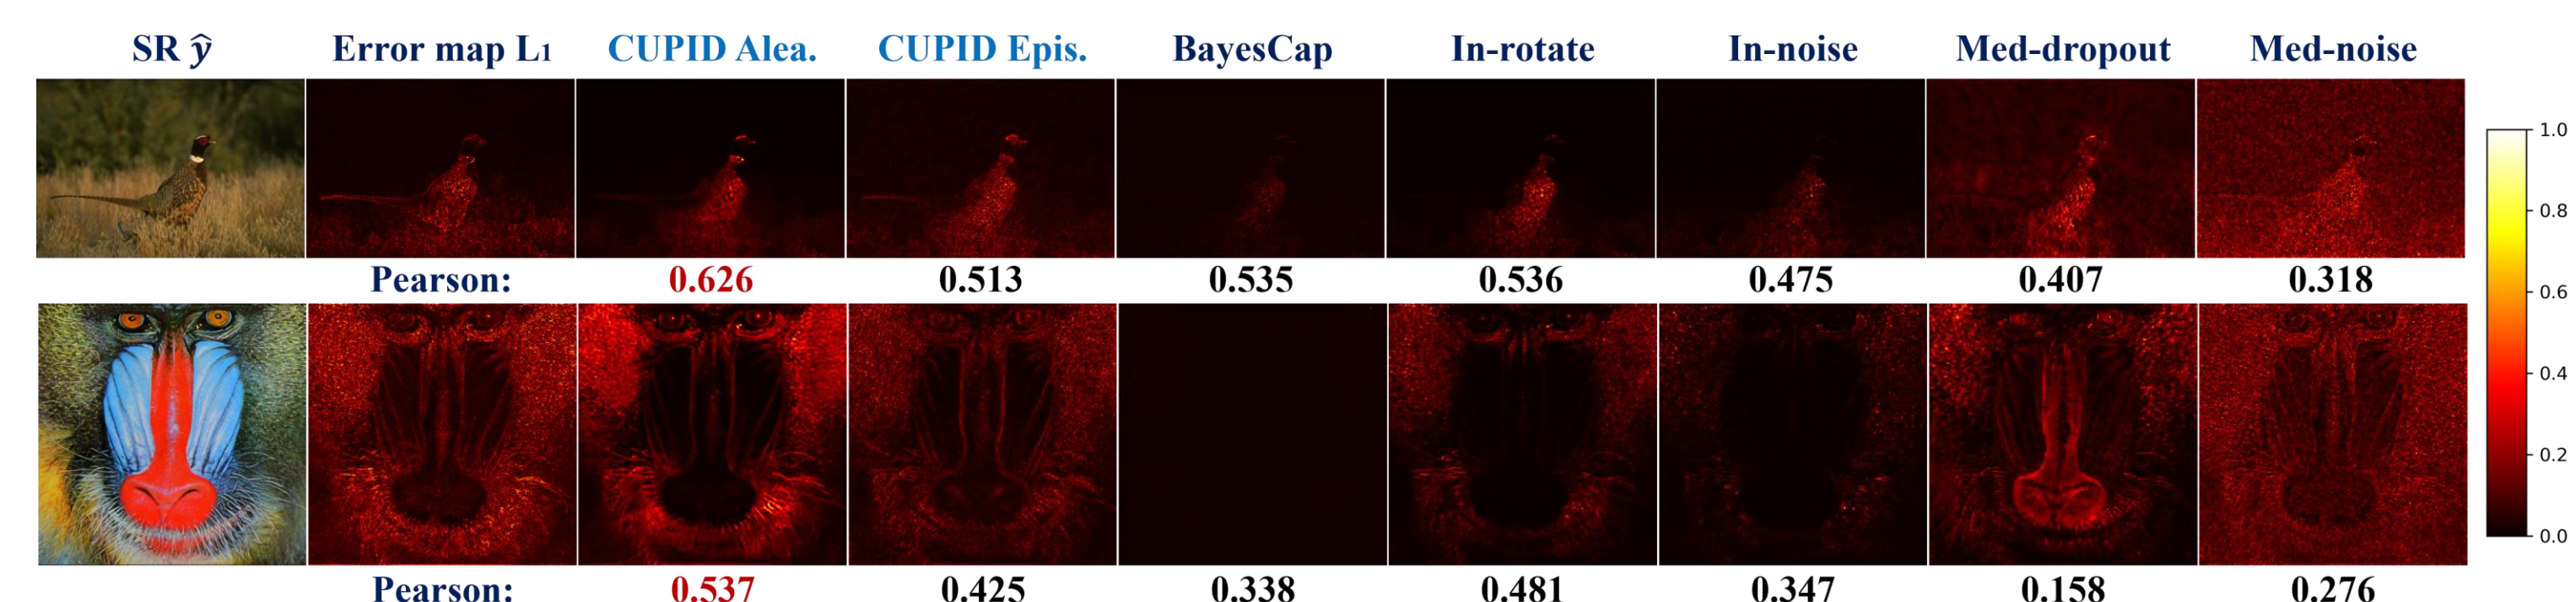 SR ŷ Error map L1 CUPID Alea. CUPID Epis. BayesCap In-rotate In-noise Med-dropout Med-noise
1.0
0.8
0.6
0.4
0.2
0.0
Pearson: 0.626 0.513 0.535 0.536 0.475 0.407 0.318
Pearson: 0.537 0.425 0.338 0.481 0.347 0.158 0.276